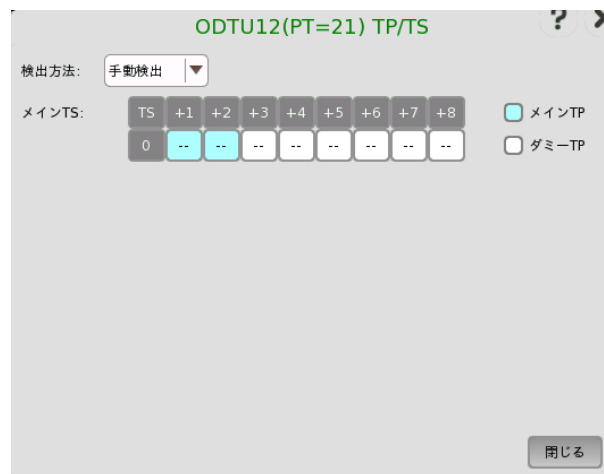 ODTU12(PT=21) TP/TS ?
検出方法: 手動検出
メインTS: TS +1 +2 +3 +4 +5 +6 +7 +8 メインTP
0 -- -- -- -- -- -- -- -- ダミーTP
閉じる